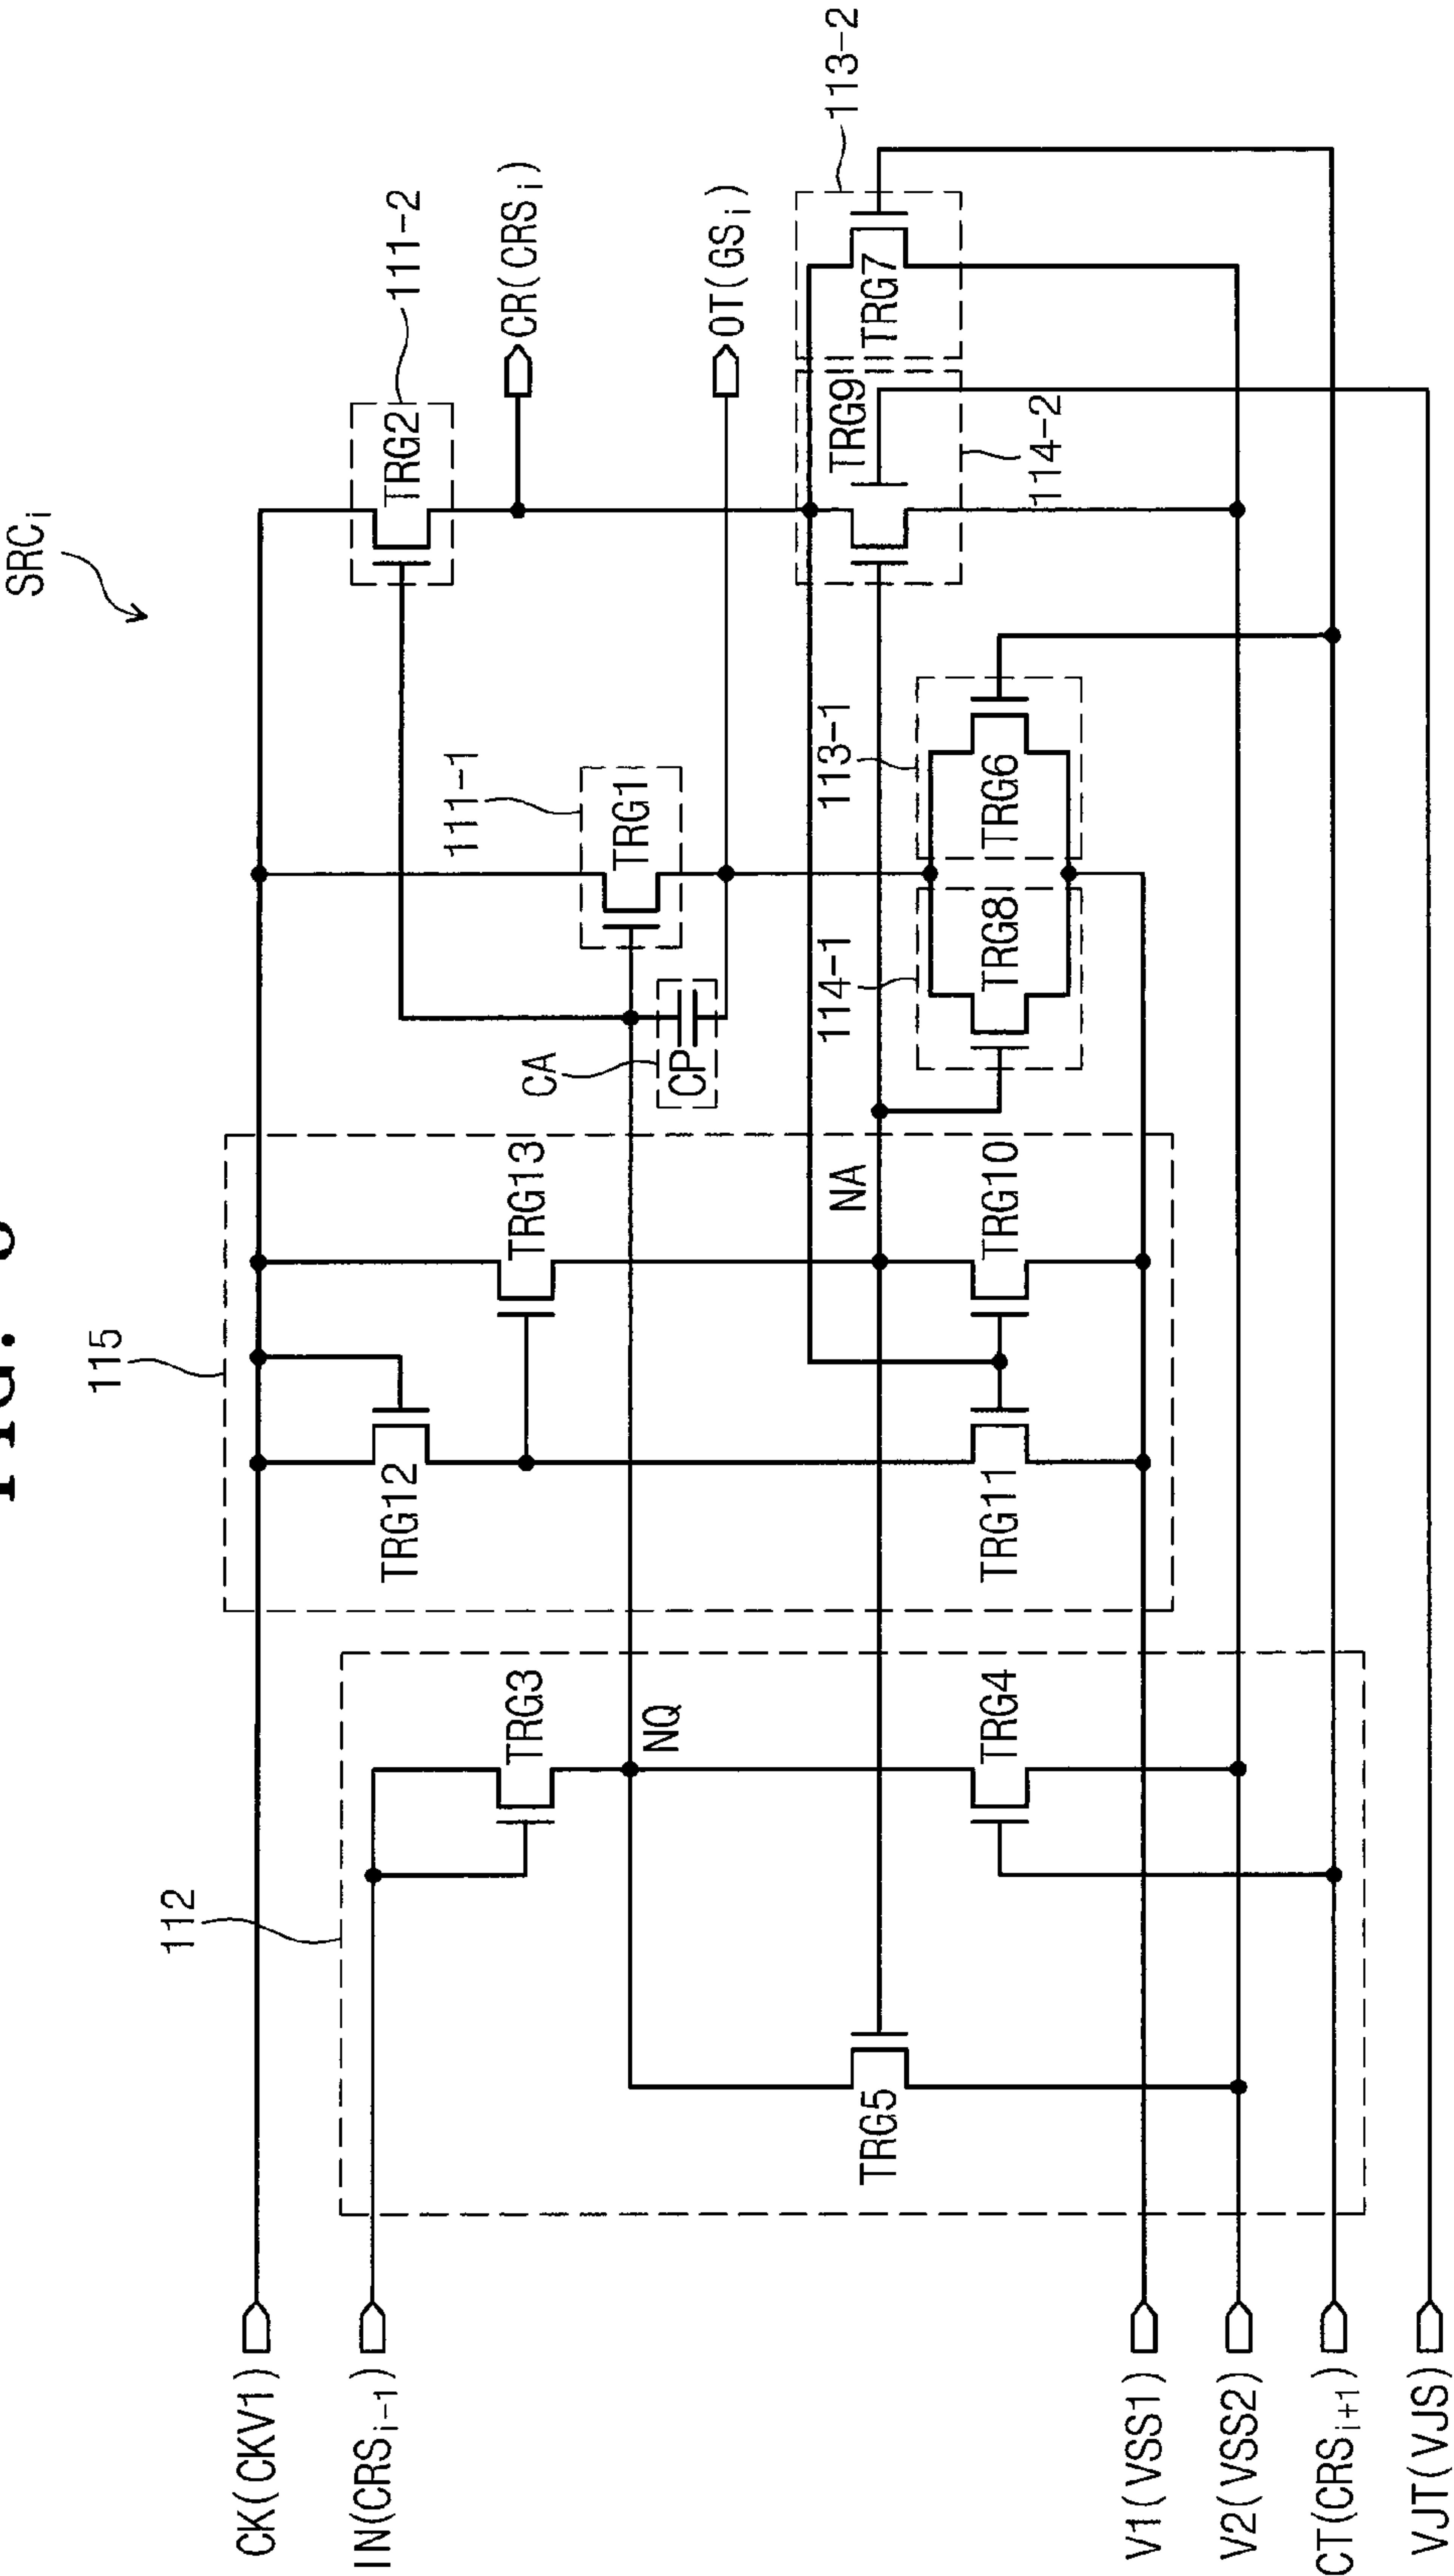 FIG.
SRCi
115
112
111-2
CR(CRSi)
OT(GSi)
111-1
TRG2
TRG1
CA
CP
TRG13
TRG12
TRG3
NQ
NA
TRG10
TRG11
TRG4
TRG5
114-1
113-1
TRG8
TRG6
TRG9
TRG7
113-2
114-2
CK(CKV1)
IN(CRSi-1)
V1(VSS1)
V2(VSS2)
CT(CRSi+1)
VJT(VJS)